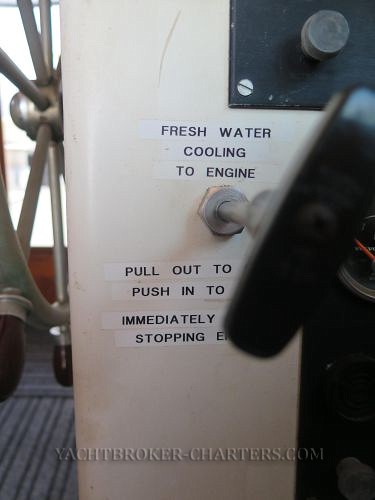 FRESH WATER
COOLING
TO ENGINE
PULL OUT TO
PUSH IN TO
IMMEDIATELY
STOPPING
YACHTBROKER-CHARTERS.COM